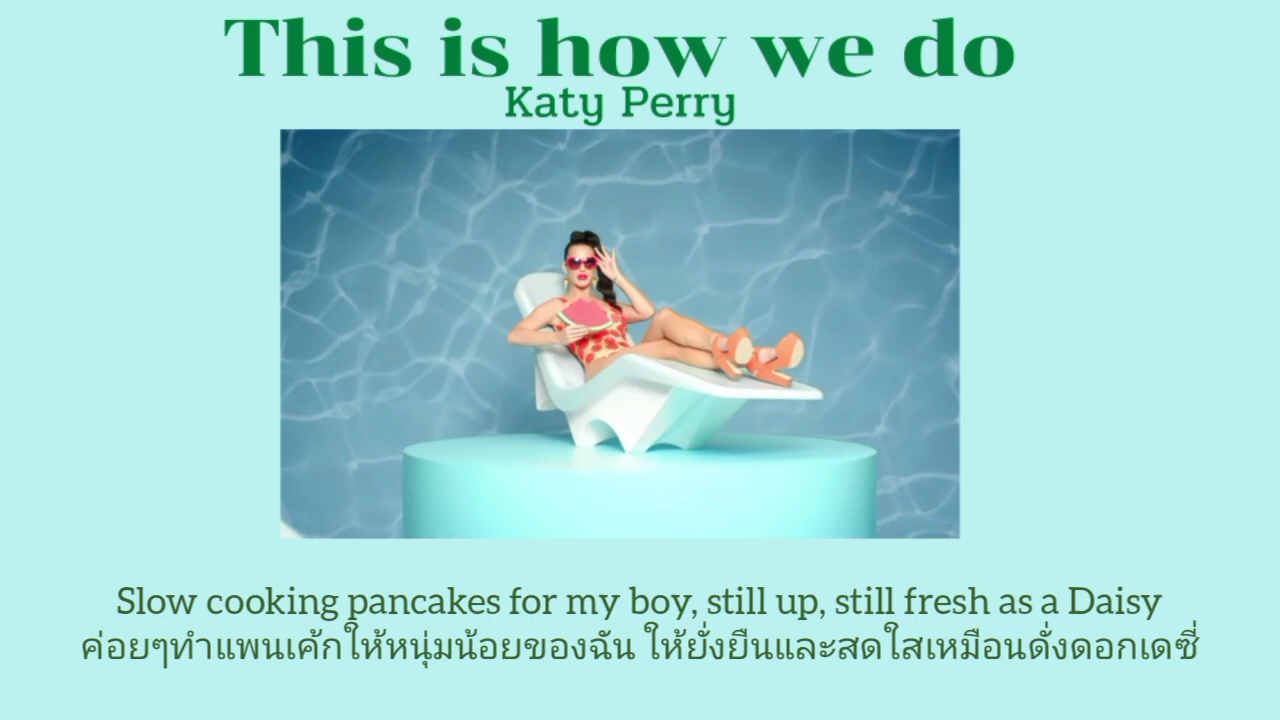 This is how we do
Katy Perry
Slow cooking pancakes for my boy, still up, still fresh as a Daisy
ค่อยๆทำแพนเค้กให้หนุ่มน้อยของฉัน ให้ยั่งยืนและสดใสเหมือนดั่งดอกเดซี่